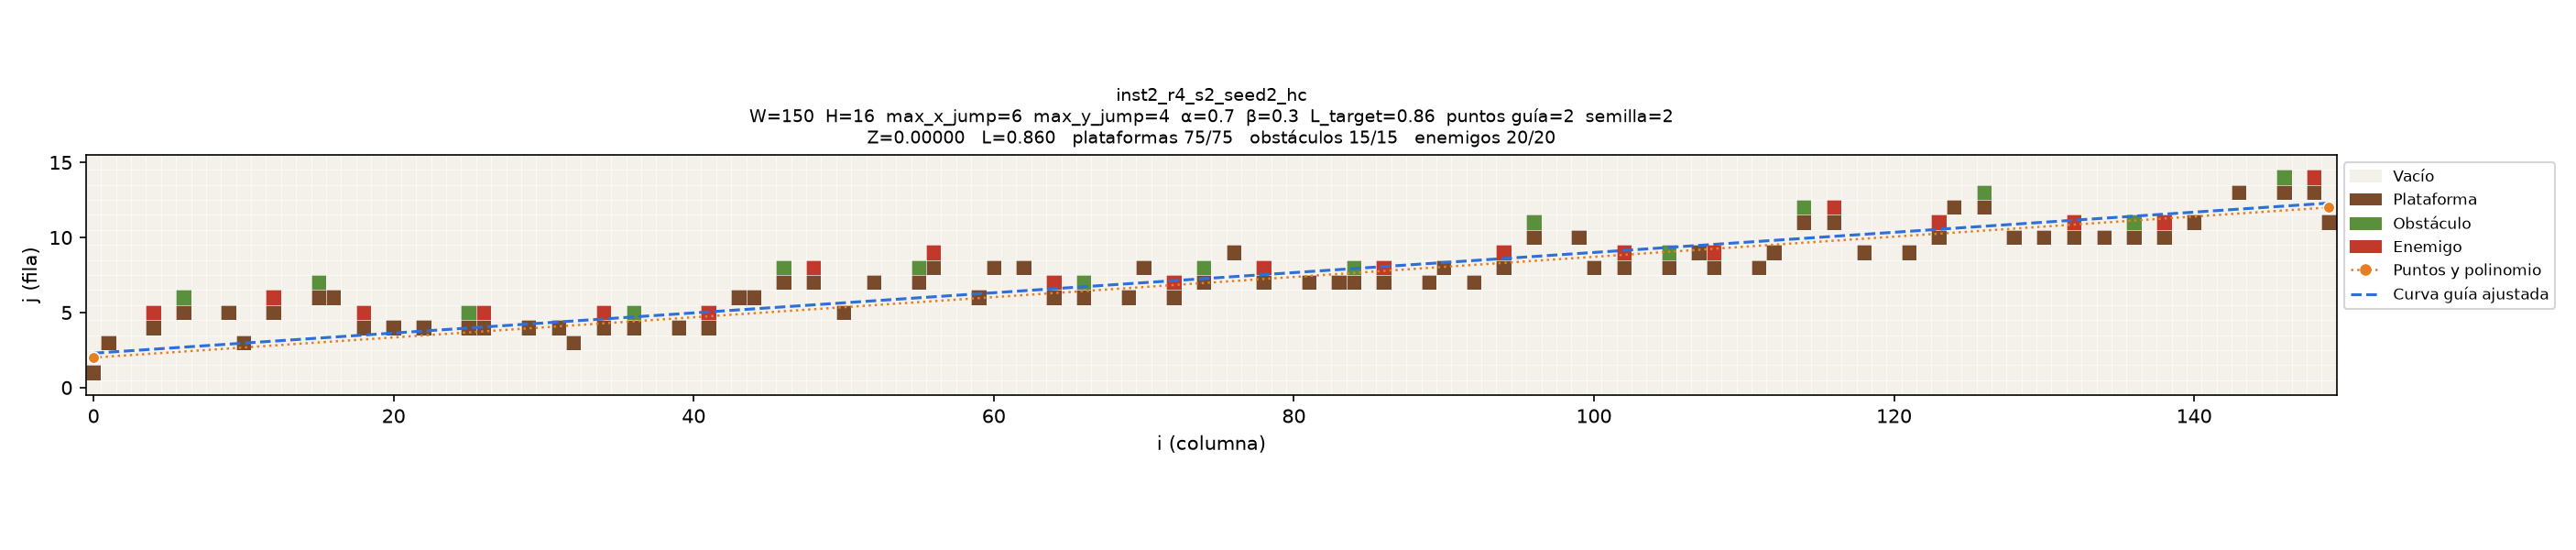 inst2_r4_s2_seed2_hc
W=150 H=16 max_x_jump=6 max_y_jump=4 α=0.7 β=0.3 L_target=0.86 puntos guía=2 semilla=2
Z=0.00000 L=0.860 plataformas 75/75 obstáculos 15/15 enemigos 20/20
15
10
5
0
j (fila)
0 20 40 60 80 100 120 140
i (columna)
Vacío
Plataforma
Obstáculo
Enemigo
Puntos y polinomio
Curva guía ajustada